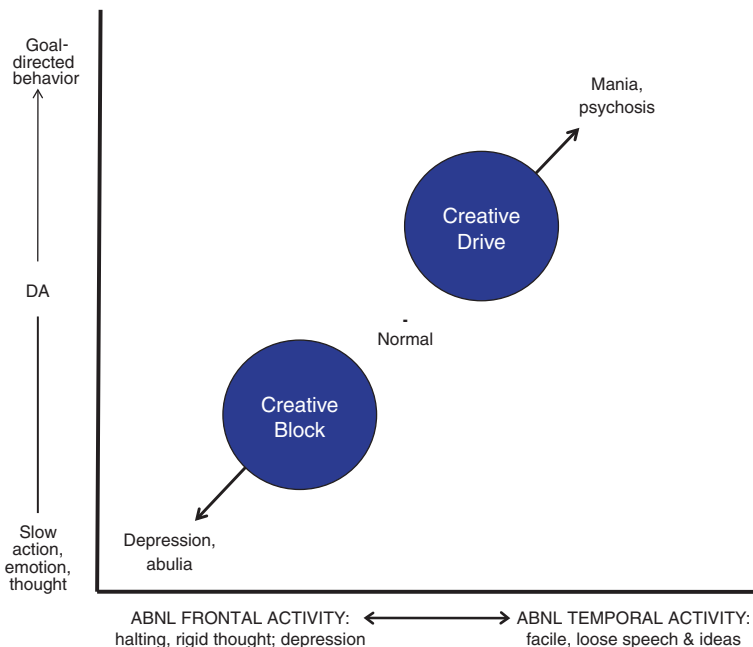 Goal-
directed
behavior
Mania,
psychosis
Creative
Drive
DA
-
Normal
Creative
Block
Slow
action,
emotion,
thought
Depression,
abulia
ABNL FRONTAL ACTIVITY:
halting, rigid thought; depression
ABNL TEMPORAL ACTIVITY:
facile, loose speech & ideas